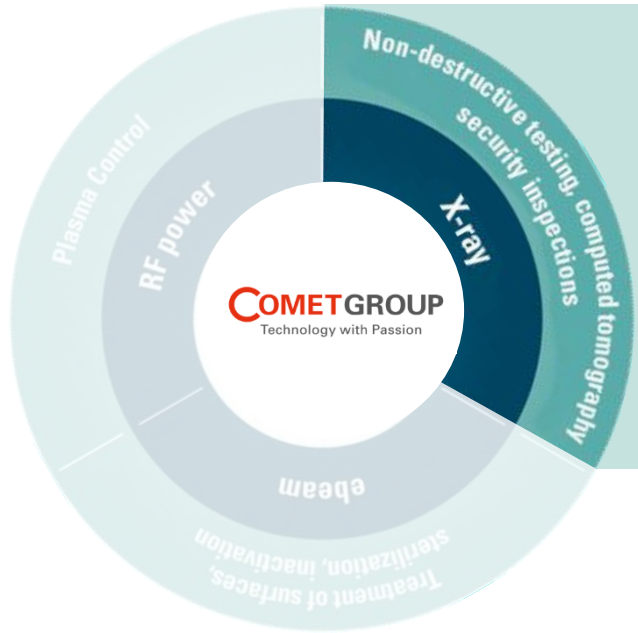 Non-destructive testing, computed tomography
security inspections
X-ray
Plasma Control
RF power
COMETGROUP
Technology with Passion
ebeam
Treatment of surfaces,
sterilization, inactivation